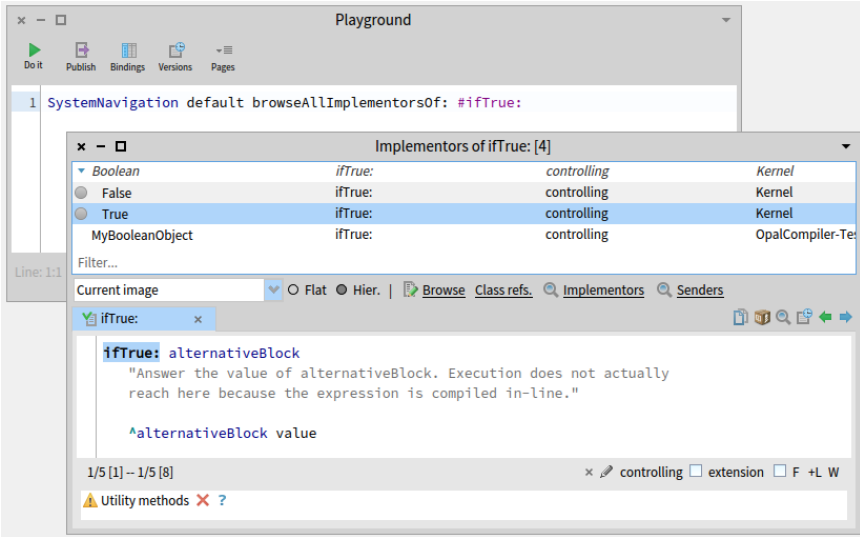 Playground
Do it Publish Bindings Versions Pages
1 SystemNavigation default browseAllImplementorsOf: #ifTrue:
Line: 1:1
Implementors of ifTrue: [4]
Boolean ifTrue: controlling Kernel
False ifTrue: controlling Kernel
True ifTrue: controlling Kernel
MyBooleanObject ifTrue: controlling OpalCompiler-Tes
Filter...
Current image Flat Hier. | Browse Class refs. Implementors Senders
ifTrue: ×
ifTrue: alternativeBlock
"Answer the value of alternativeBlock. Execution does not actually
reach here because the expression is compiled in-line."
^alternativeBlock value
1/5 [1] -- 1/5 [8] × controlling extension F +L W
Utility methods ?